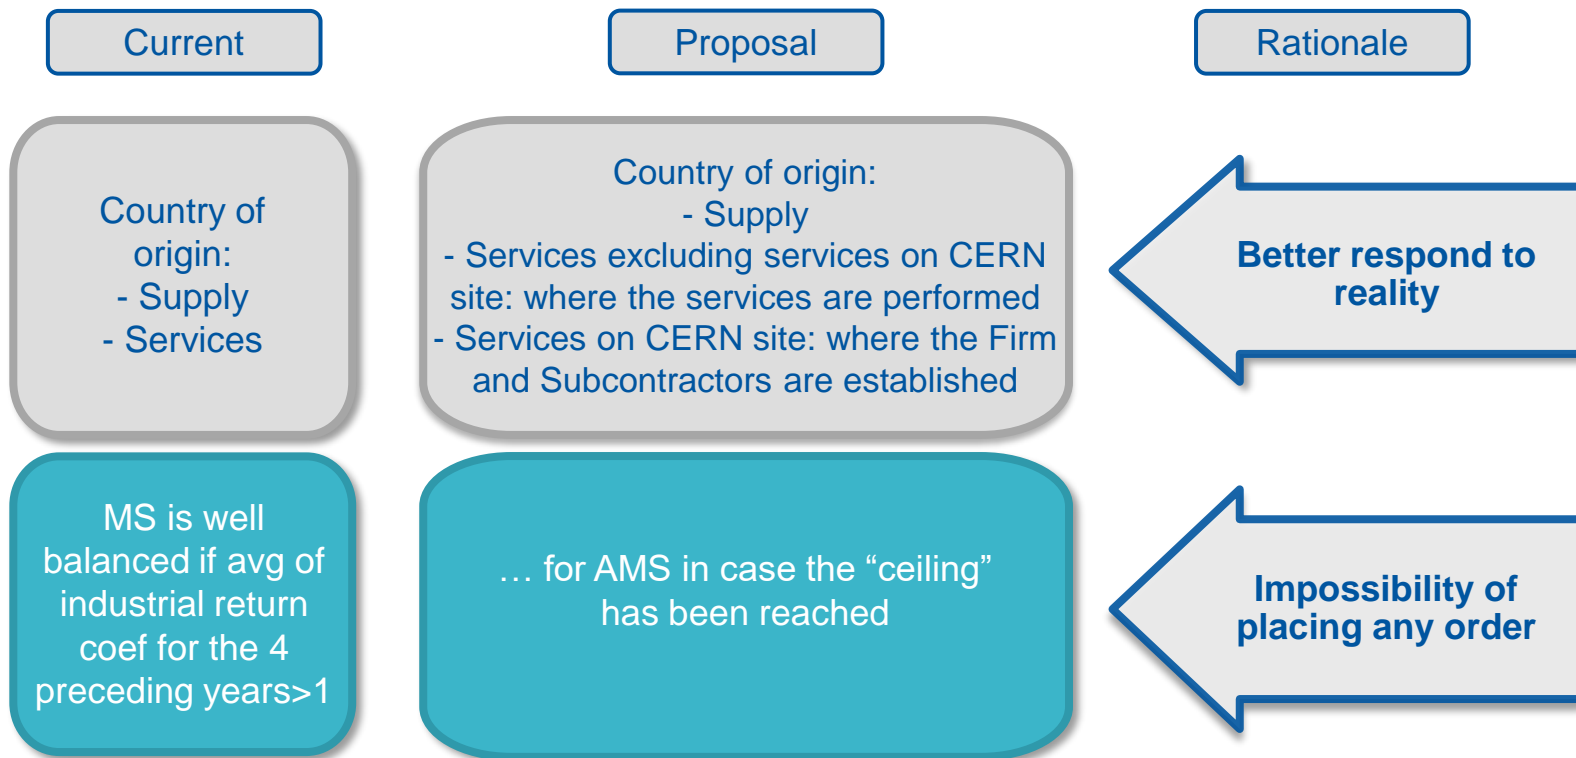 Current
Proposal
Rationale
Country of
origin:
- Supply
- Services
Country of origin:
- Supply
- Services excluding services on CERN
site: where the services are performed
- Services on CERN site: where the Firm
and Subcontractors are established
Better respond to
reality
MS is well
balanced if avg of
industrial return
coef for the 4
preceding years>1
… for AMS in case the “ceiling”
has been reached
Impossibility of
placing any order